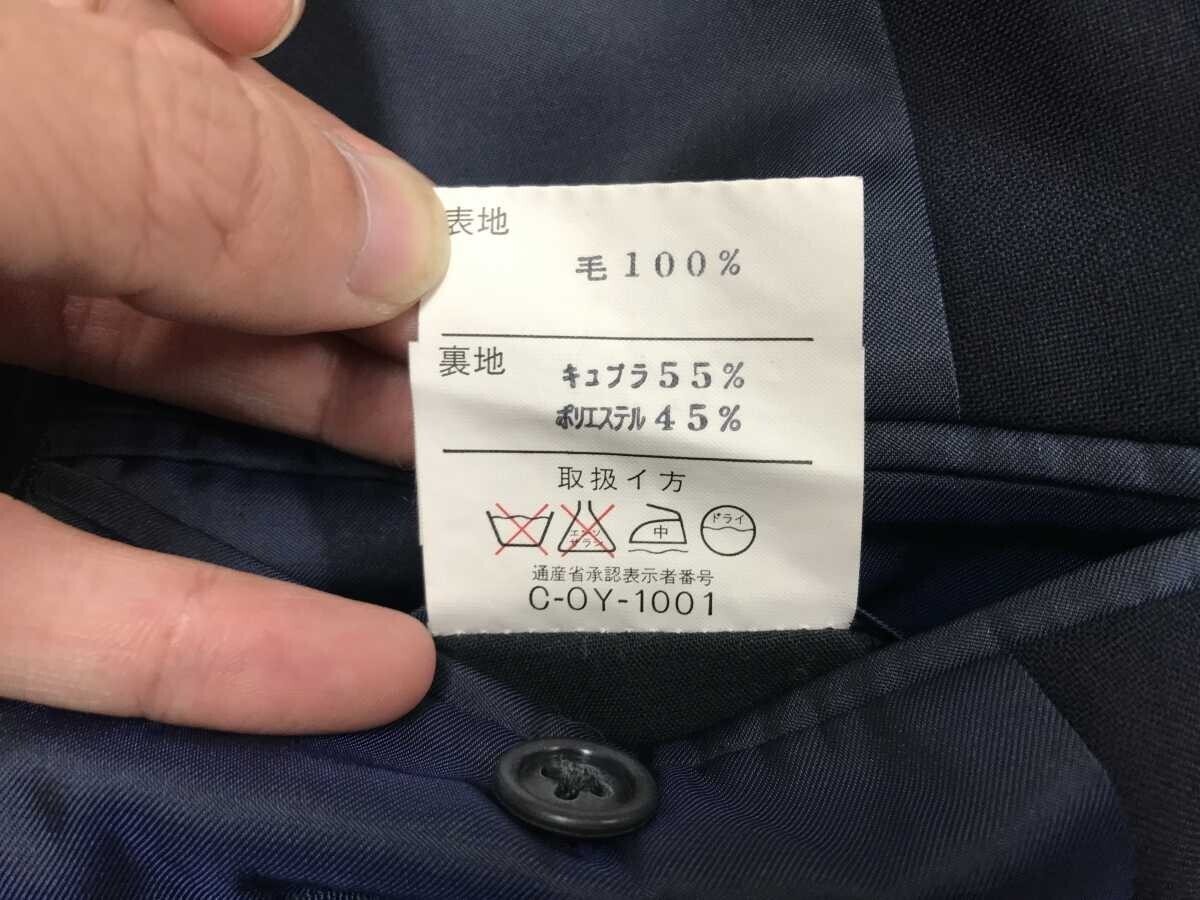 表地
毛100%
裏地
キュプラ55%
ポリエステル45%
取扱イ方
エンソ
サラシ
中
ドライ
通産省承認表示者番号
C-OY-1001